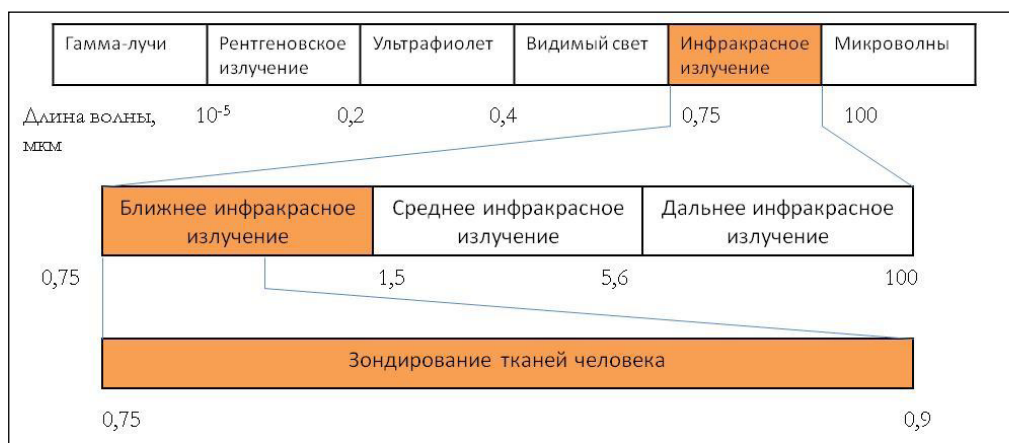 Гамма-лучи Рентгеновское Ультрафиолет Видимый свет Инфракрасное Микроволны
излучение излучение
Длина волны, 10⁻⁵ 0,2 0,4 0,75 100
мкм
Ближнее инфракрасное Среднее инфракрасное Дальнее инфракрасное
излучение излучение излучение
0,75 1,5 5,6 100
Зондирование тканей человека
0,75 0,9